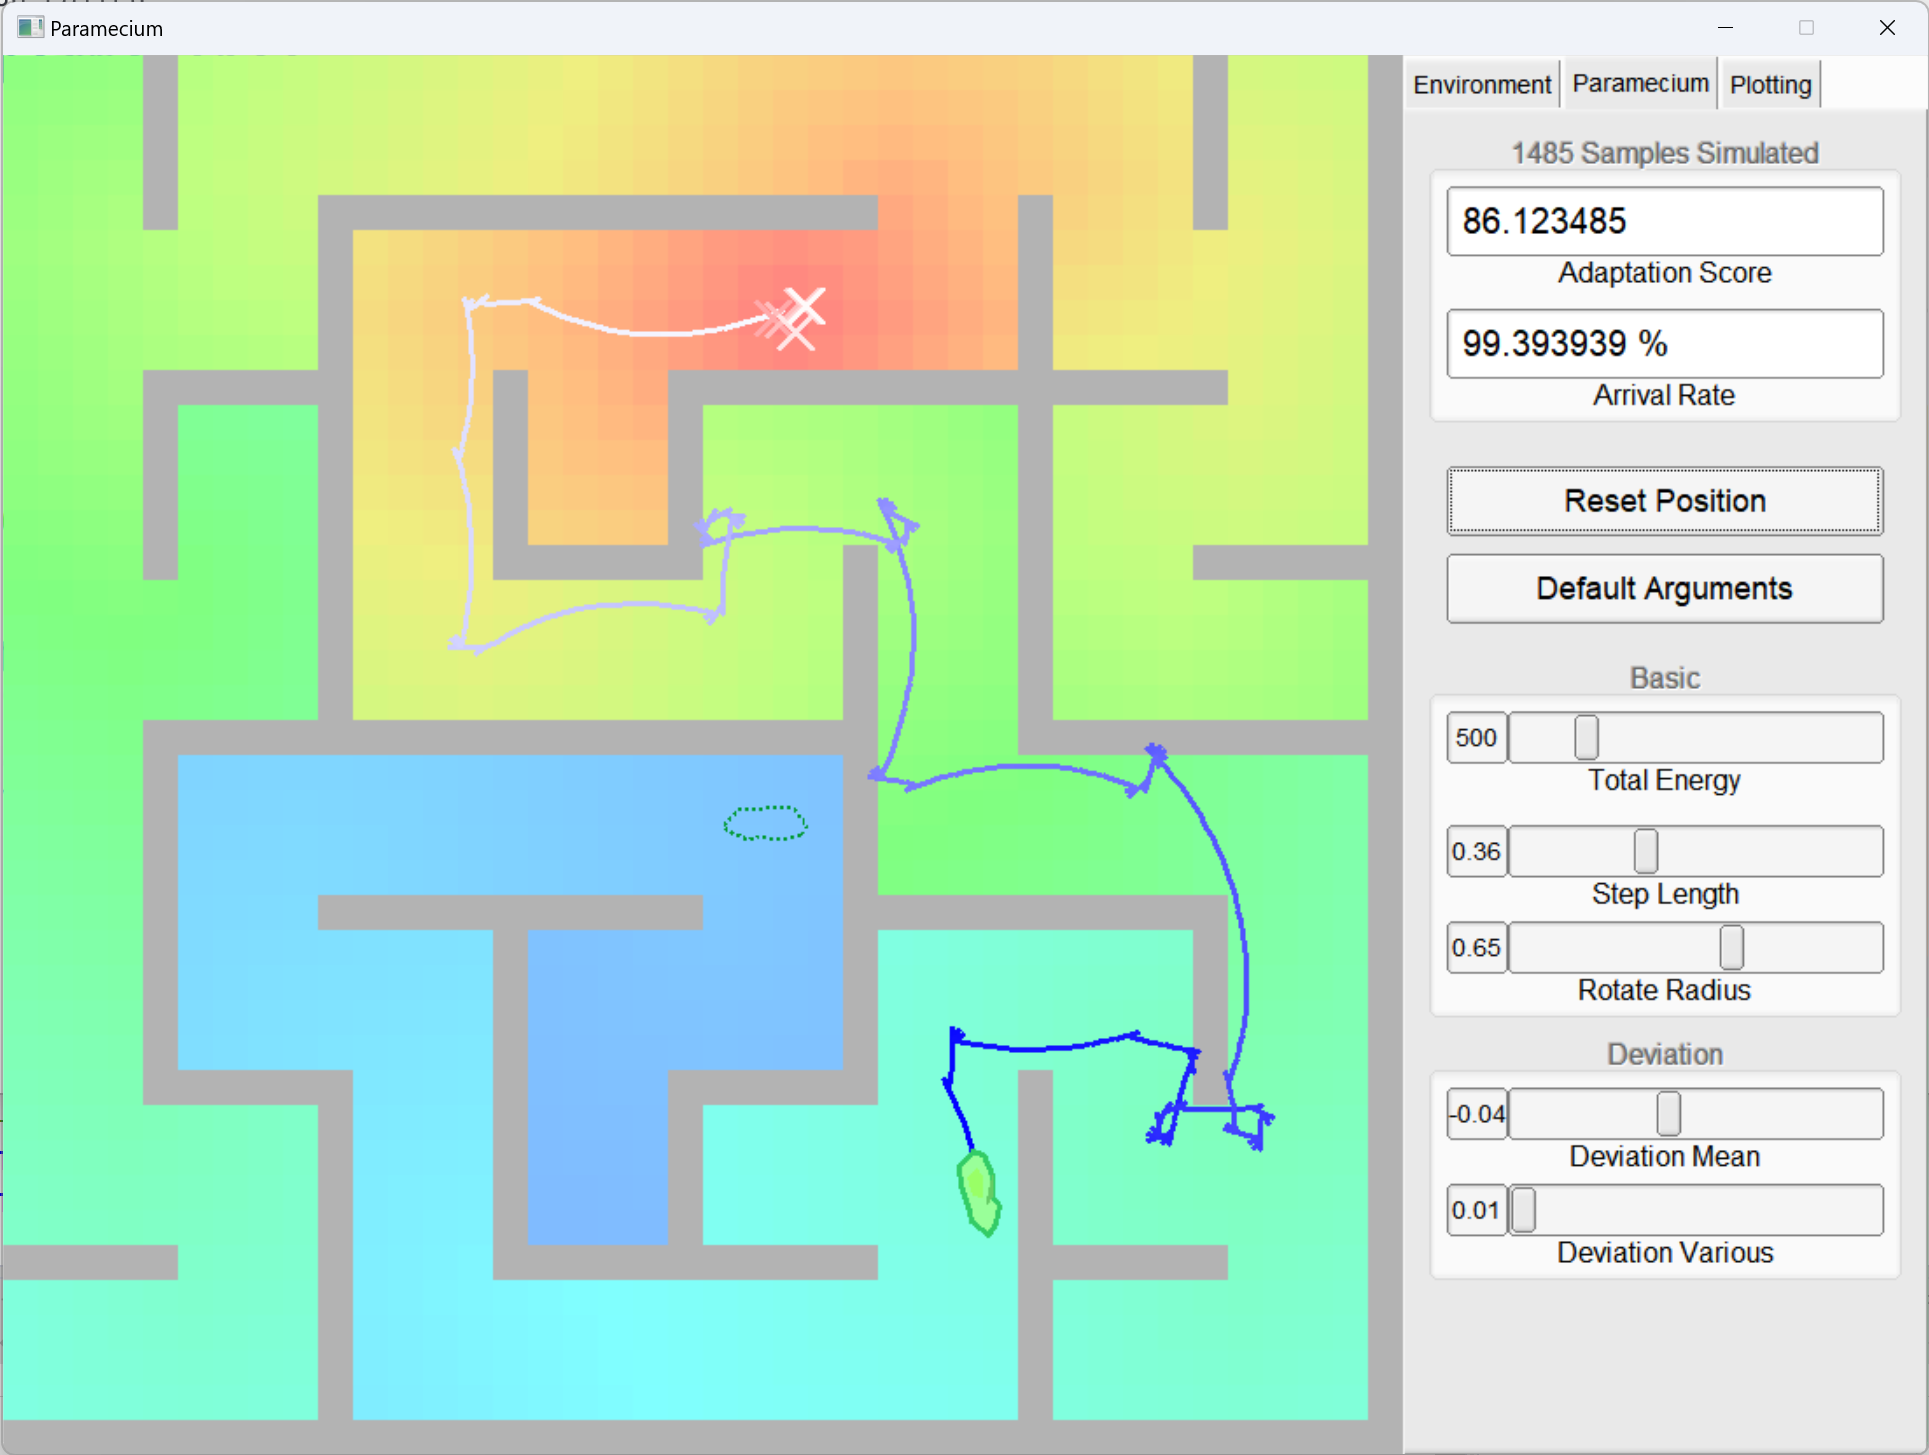 Paramecium
Environment
Paramecium
Plotting
1485 Samples Simulated
86.123485
Adaptation Score
99.393939 %
Arrival Rate
Reset Position
Default Arguments
Basic
500
Total Energy
0.36
Step Length
0.65
Rotate Radius
Deviation
-0.04
Deviation Mean
0.01
Deviation Various